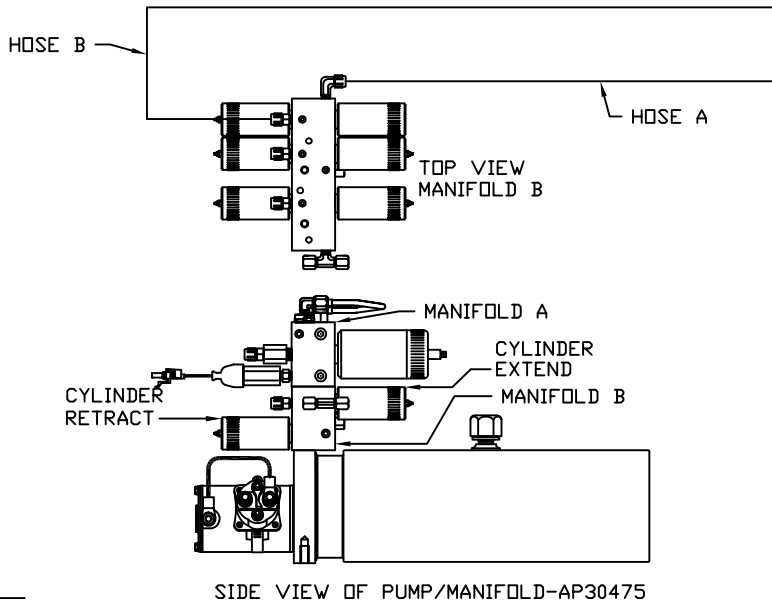 HOSE B
HOSE A
TOP VIEW
MANIFOLD B
MANIFOLD A
CYLINDER
EXTEND
CYLINDER
RETRACT
MANIFOLD B
SIDE VIEW OF PUMP/MANIFOLD-AP30475